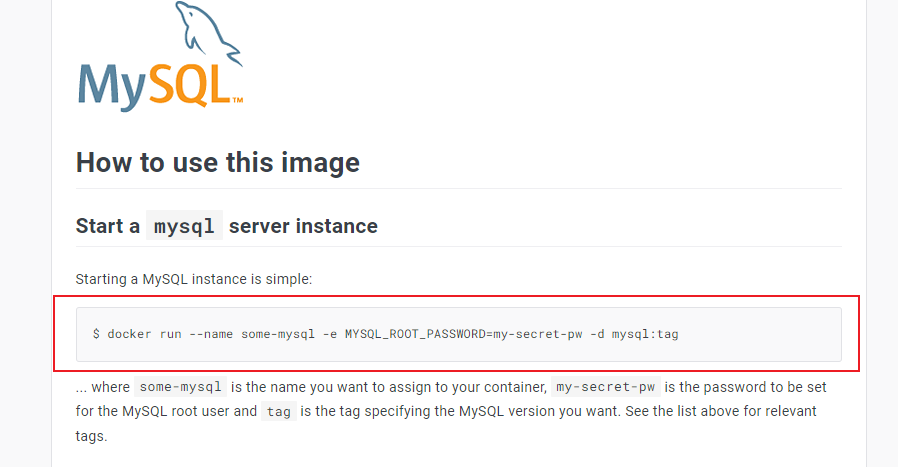 MySQL™
How to use this image
Start a mysql server instance
Starting a MySQL instance is simple:
$ docker run --name some-mysql -e MYSQL_ROOT_PASSWORD=my-secret-pw -d mysql:tag
... where some-mysql is the name you want to assign to your container, my-secret-pw is the password to be set
for the MySQL root user and tag is the tag specifying the MySQL version you want. See the list above for relevant
tags.